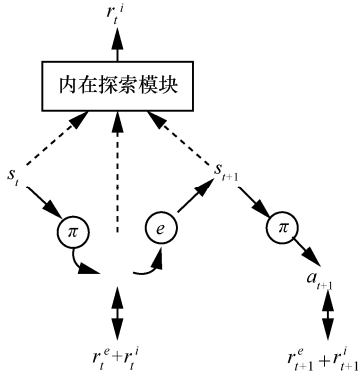 r_t^i
内在探索模块
s_t
s_{t+1}
π
e
π
a_{t+1}
r_t^e+r_t^i
r_{t+1}^e+r_{t+1}^i